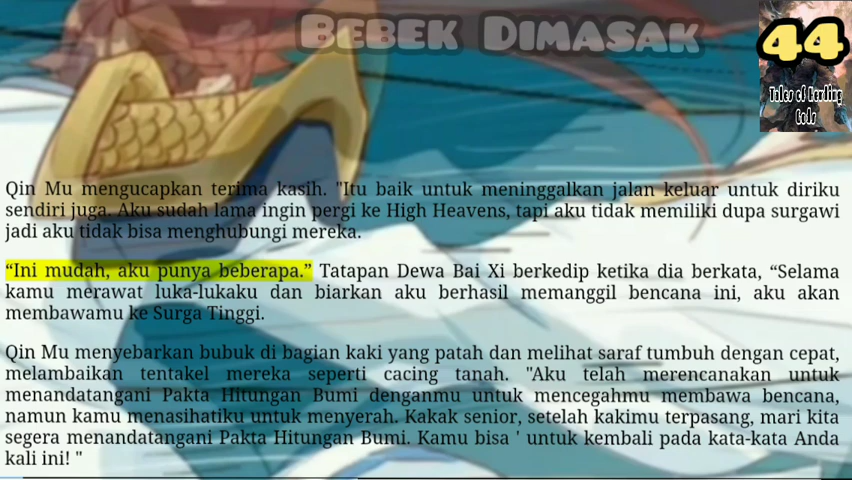 BEBEK DIMASAK
44
Tales of Herding
Gods
Qin Mu mengucapkan terima kasih. "Itu baik untuk meninggalkan jalan keluar untuk diriku
sendiri juga. Aku sudah lama ingin pergi ke High Heavens, tapi aku tidak memiliki dupa surgawi
jadi aku tidak bisa menghubungi mereka.
“Ini mudah, aku punya beberapa.” Tatapan Dewa Bai Xi berkedip ketika dia berkata, “Selama
kamu merawat luka-lukaku dan biarkan aku berhasil memanggil bencana ini, aku akan
membawamu ke Surga Tinggi.
Qin Mu menyebarkan bubuk di bagian kaki yang patah dan melihat saraf tumbuh dengan cepat,
melambaikan tentakel mereka seperti cacing tanah. "Aku telah merencanakan untuk
menandatangani Pakta Hitungan Bumi denganmu untuk mencegahmu membawa bencana,
namun kamu menasihatiku untuk menyerah. Kakak senior, setelah kakimu terpasang, mari kita
segera menandatangani Pakta Hitungan Bumi. Kamu bisa ' untuk kembali pada kata-kata Anda
kali ini! "